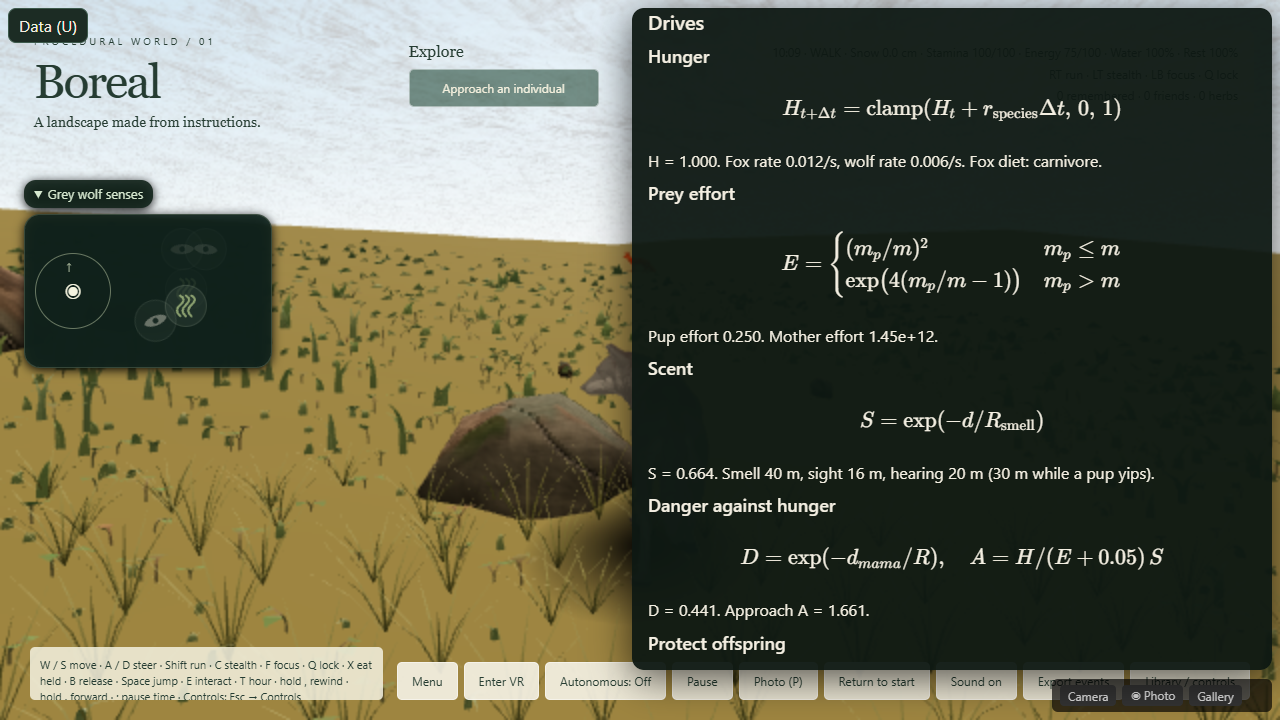 Data (U)
PROCEDURAL WORLD / 01
Boreal
A landscape made from instructions.
Explore
Approach an individual
▼ Grey wolf senses
↑
Drives
Hunger
H_{t+Δt} = clamp(H_t + r_species Δt, 0, 1)
H = 1.000. Fox rate 0.012/s, wolf rate 0.006/s. Fox diet: carnivore.
Prey effort
E = { (m_p/m)^2 m_p ≤ m
exp(4(m_p/m − 1)) m_p > m
Pup effort 0.250. Mother effort 1.45e+12.
Scent
S = exp(−d/R_smell)
S = 0.664. Smell 40 m, sight 16 m, hearing 20 m (30 m while a pup yips).
Danger against hunger
D = exp(−d_mama/R), A = H/(E + 0.05) S
D = 0.441. Approach A = 1.661.
Protect offspring
W / S move · A / D steer · Shift run · C stealth · F focus · Q lock · X eat
held · B release · Space jump · E interact · T hour · hold , rewind ·
hold . forward · ; pause time · Controls: Esc → Controls
Menu
Enter VR
Autonomous: Off
Pause
Photo (P)
Return to start
Sound on
Export events
Library / controls
Camera
◉ Photo
Gallery